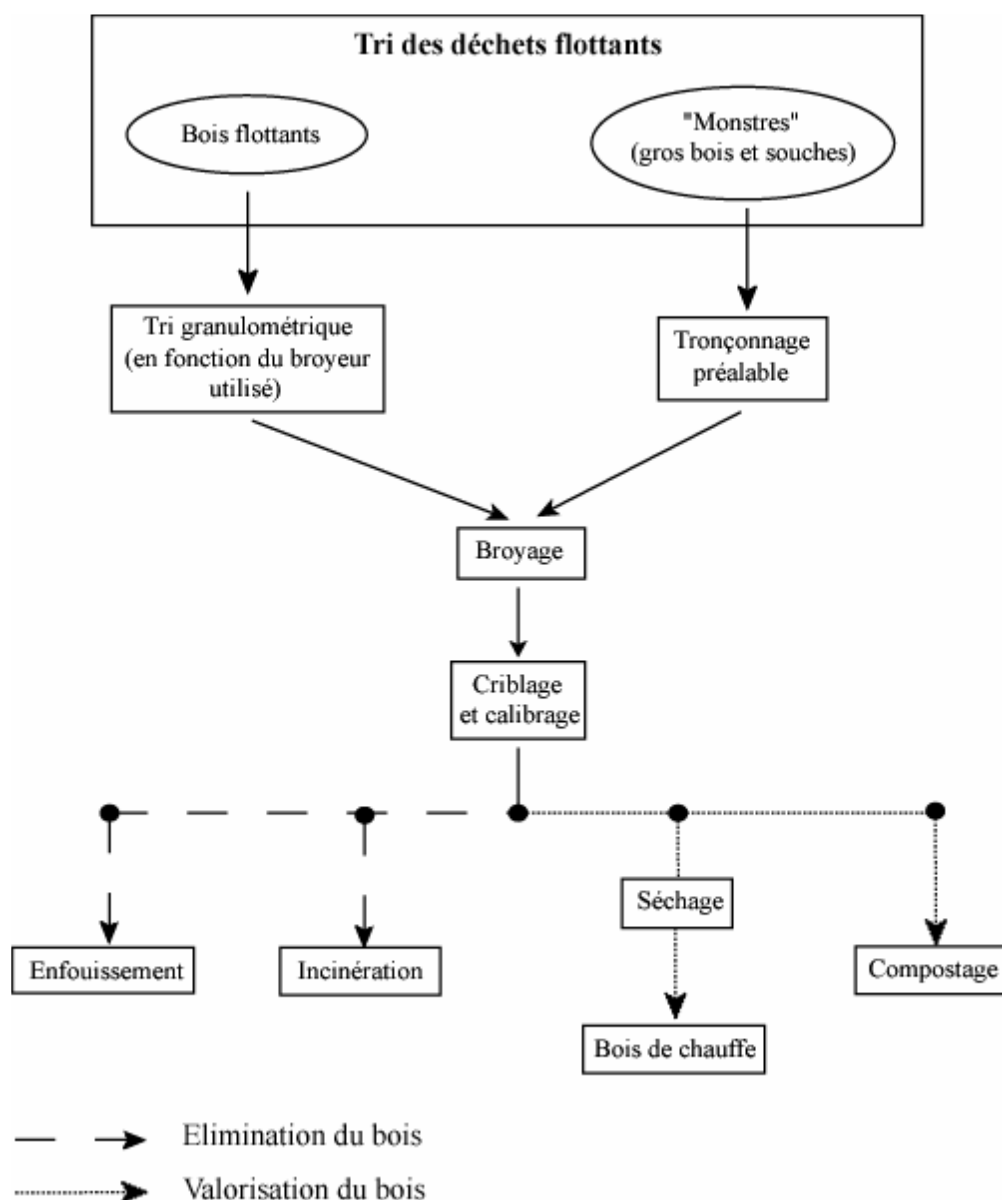 Tri des déchets flottants
Bois flottants
"Monstres"
(gros bois et souches)
Tri granulométrique
(en fonction du broyeur
utilisé)
Tronçonnage
préalable
Broyage
Criblage
et calibrage
Séchage
Enfouissement
Incinération
Compostage
Bois de chauffe
Elimination du bois
Valorisation du bois